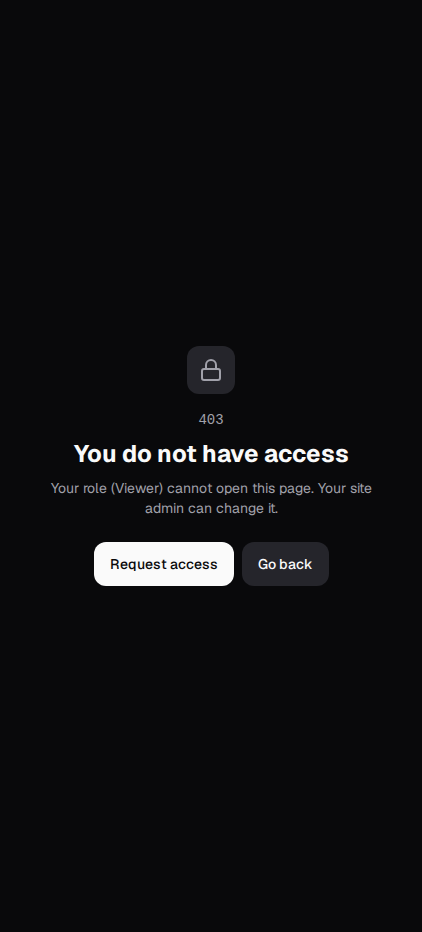 403
You do not have access
Your role (Viewer) cannot open this page. Your site
admin can change it.
Request access
Go back